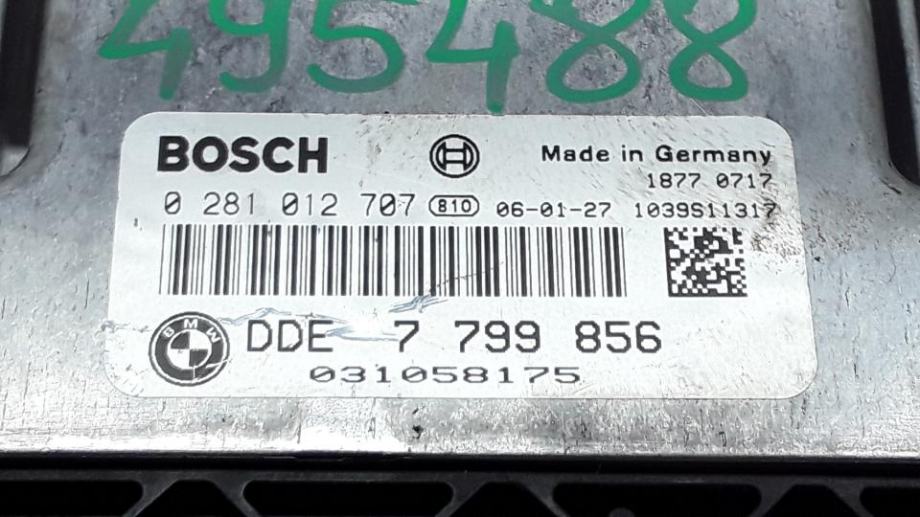 495488
BOSCH Made in Germany
1877 0717
0 281 012 707 810 06-01-27 1039S11317
BMW DDE 7 799 856
031058175